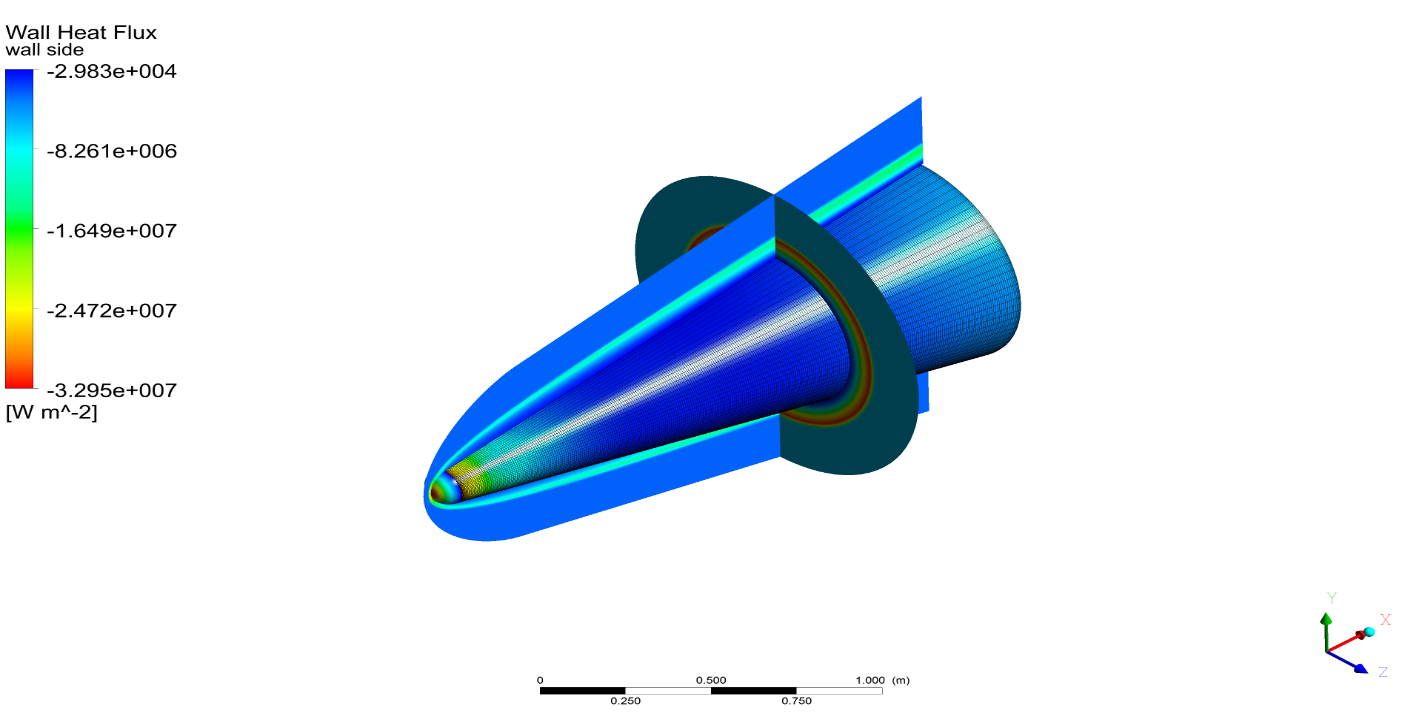 Wall Heat Flux
wall side
-2.983e+004
-8.261e+006
-1.649e+007
-2.472e+007
-3.295e+007
[W m^-2]
Y
X
Z
0 0.500 1.000 (m)
0.250 0.750